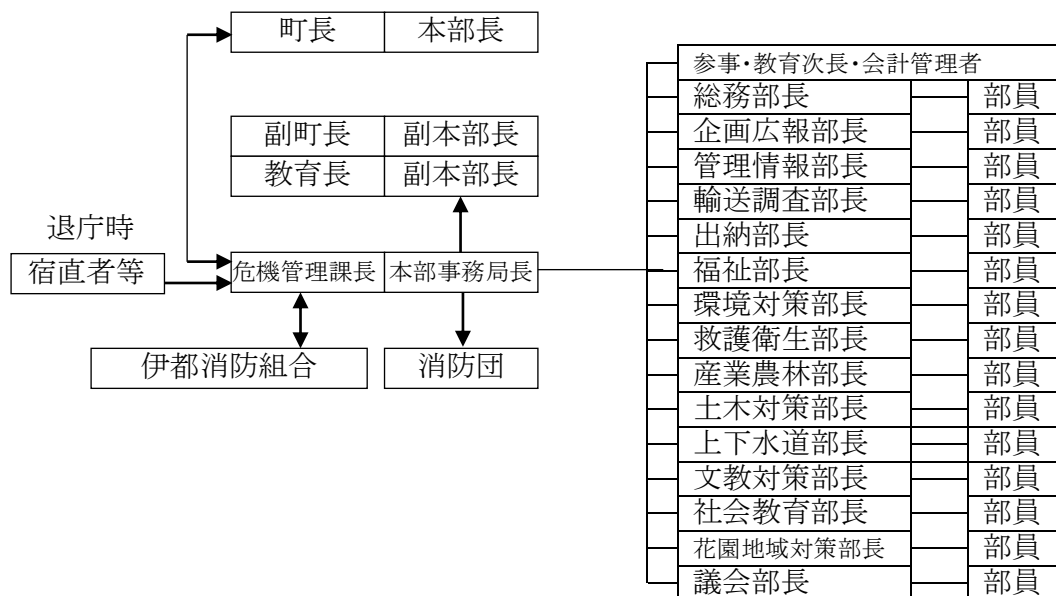 町長 本部長
副町長 副本部長
教育長 副本部長
退庁時
宿直者等
危機管理課長 本部事務局長
伊都消防組合 消防団
参事・教育次長・会計管理者
総務部長 部員
企画広報部長 部員
管理情報部長 部員
輸送調査部長 部員
出納部長 部員
福祉部長 部員
環境対策部長 部員
救護衛生部長 部員
産業農林部長 部員
土木対策部長 部員
上下水道部長 部員
文教対策部長 部員
社会教育部長 部員
花園地域対策部長 部員
議会部長 部員